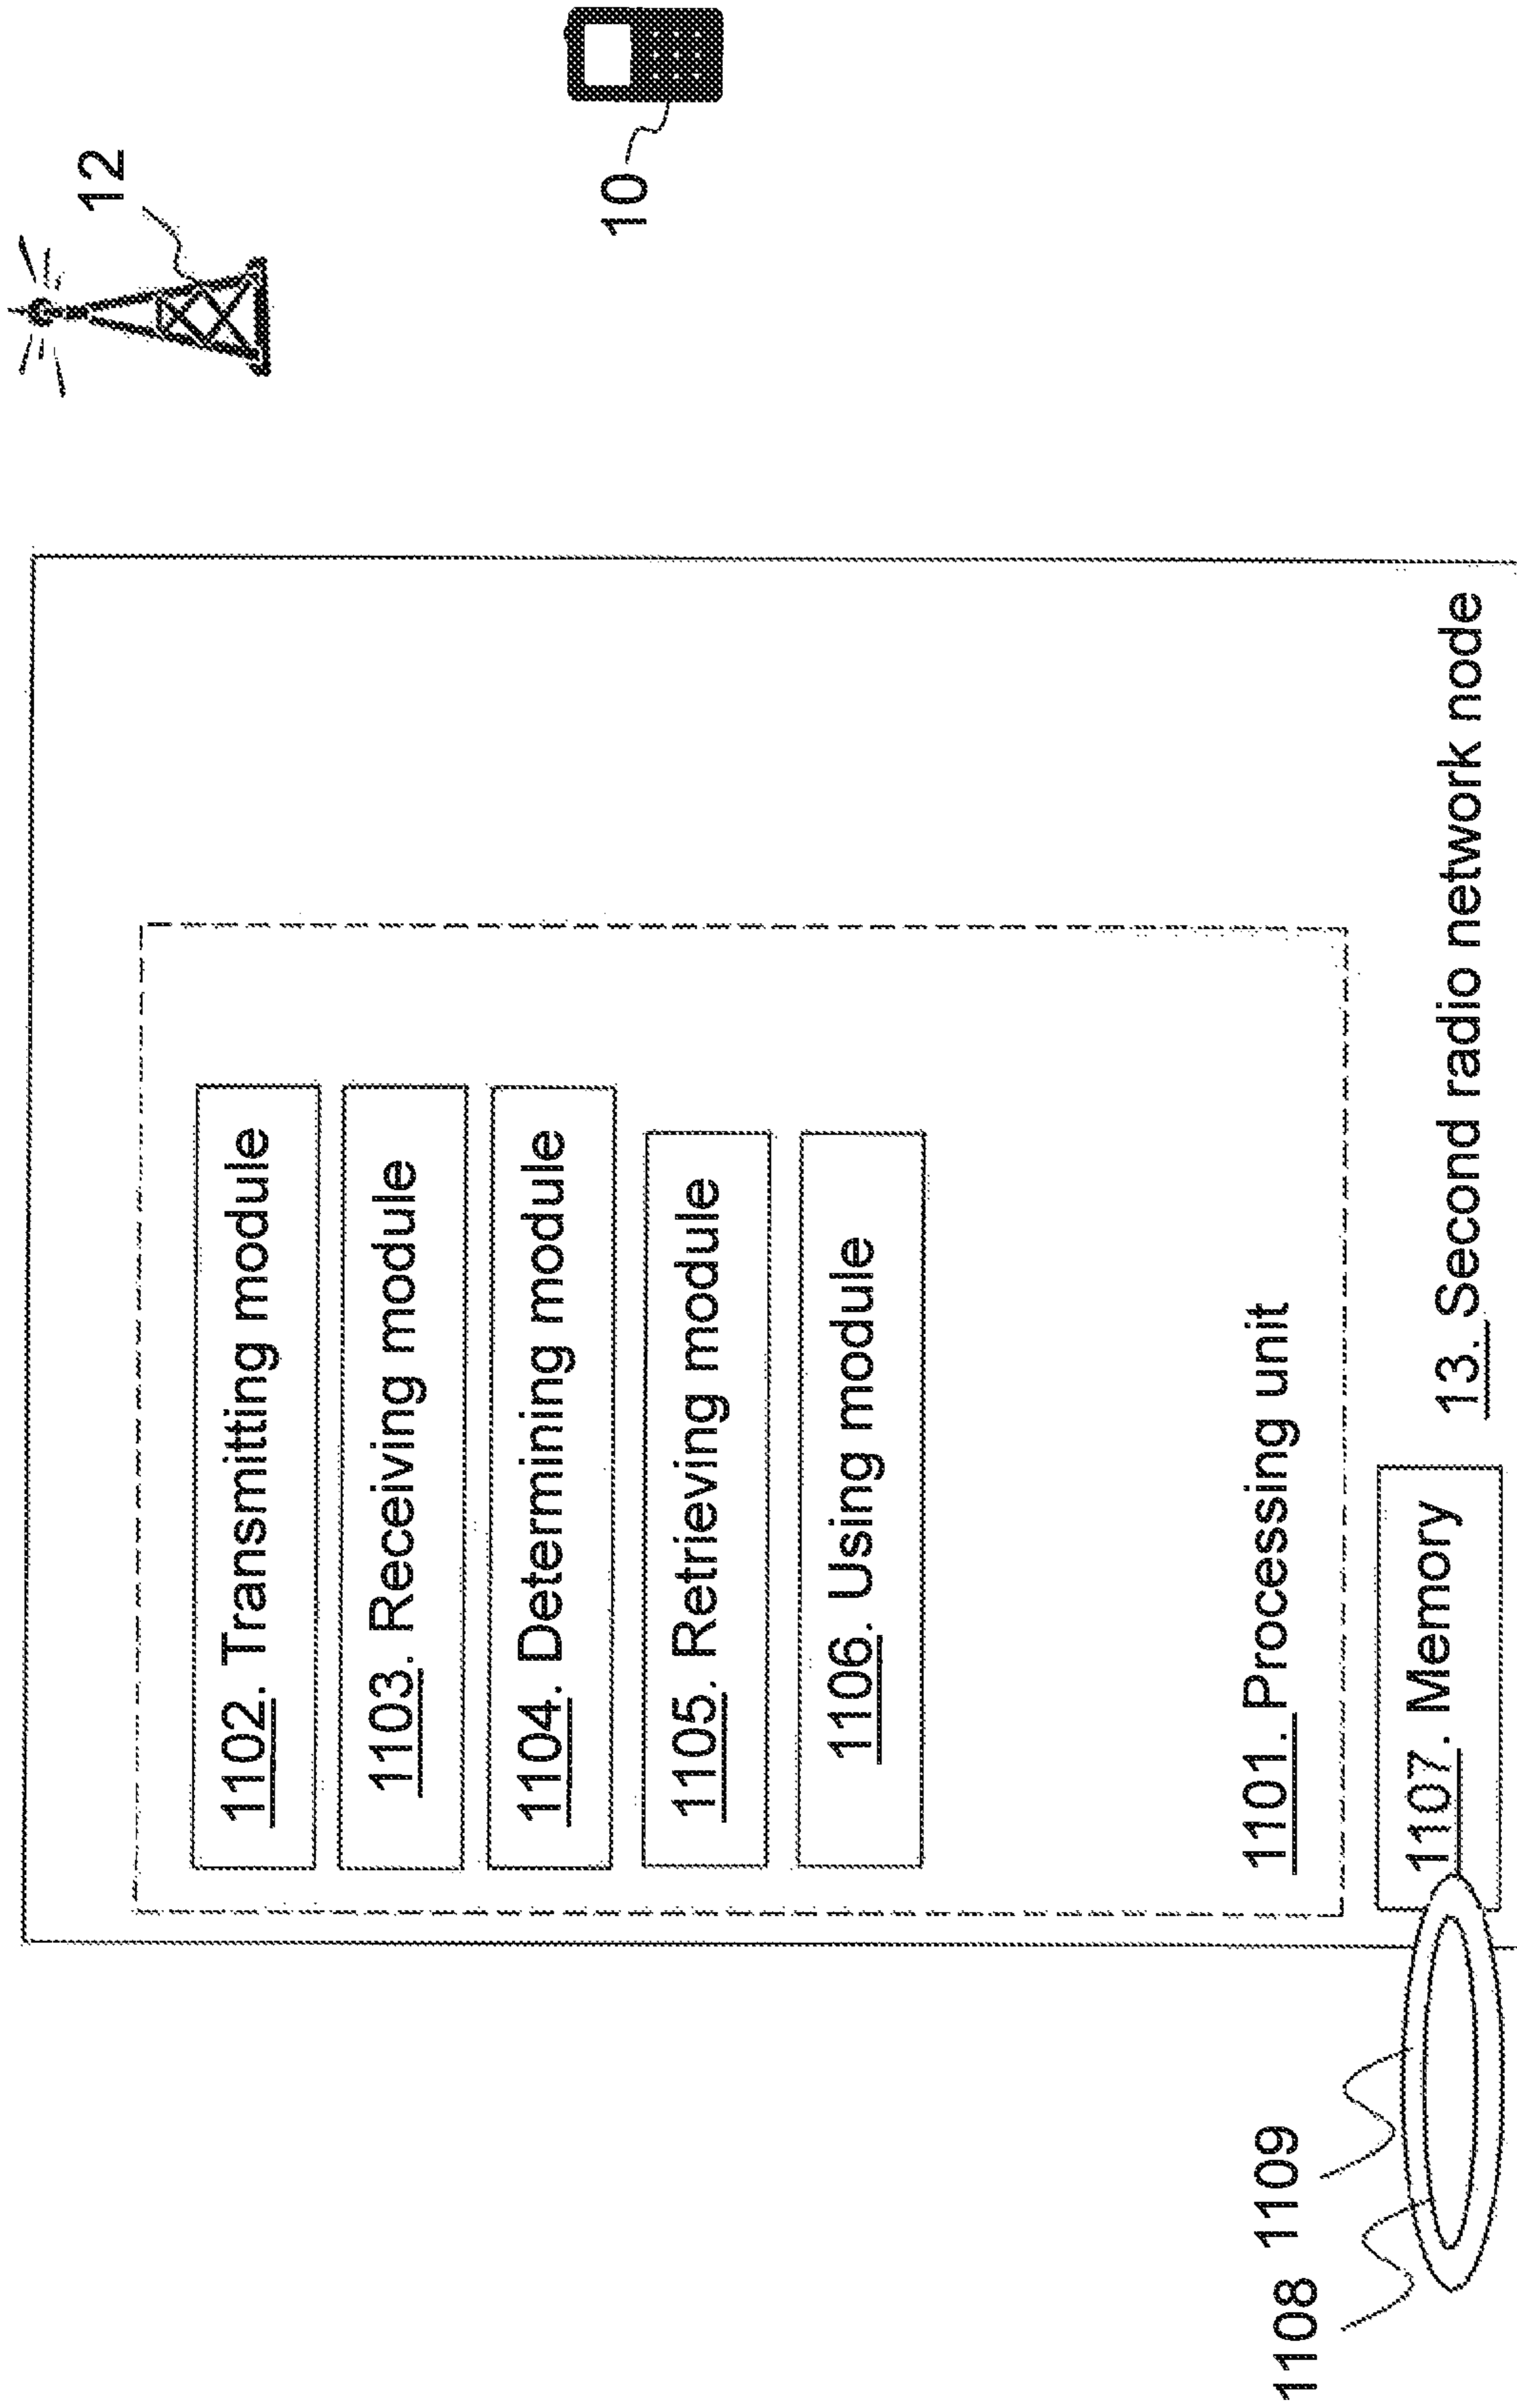 12
10
1102. Transmitting module
1103. Receiving module
1104. Determining module
1105. Retrieving module
1106. Using module
1101. Processing unit
1107. Memory
13. Second radio network node
1108 1109